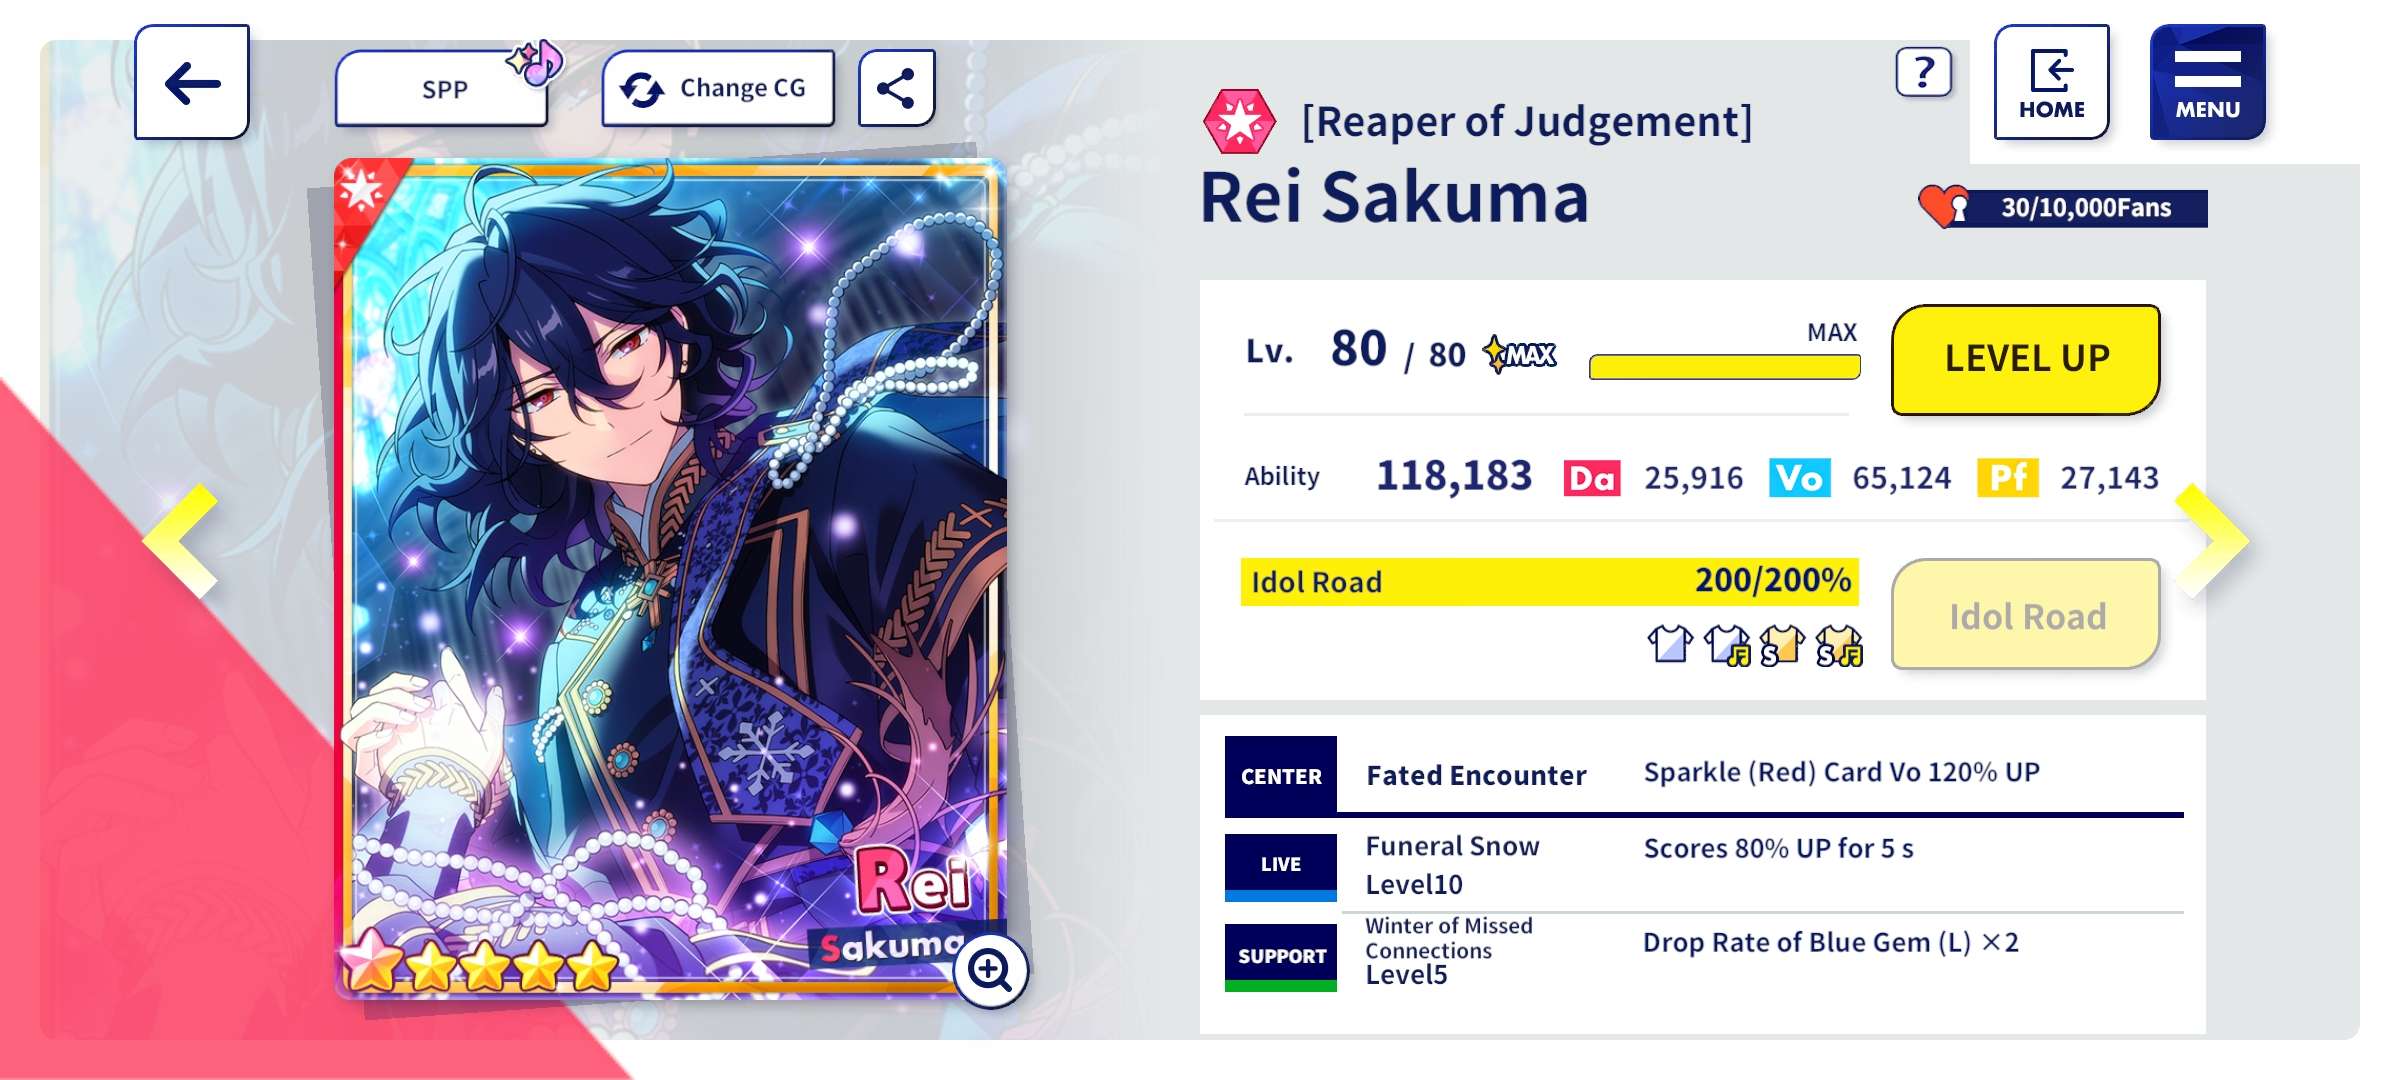 SPP
Change CG
?
HOME
MENU
[Reaper of Judgement]
Rei Sakuma
30/10,000Fans
Lv. 80 / 80 MAX
MAX
LEVEL UP
Ability 118,183 Da 25,916 Vo 65,124 Pf 27,143
Idol Road 200/200%
S S
Idol Road
CENTER Fated Encounter Sparkle (Red) Card Vo 120% UP
LIVE Funeral Snow Scores 80% UP for 5 s
Level10
SUPPORT Winter of Missed
Connections Drop Rate of Blue Gem (L) ×2
Level5
Rei
Sakuma